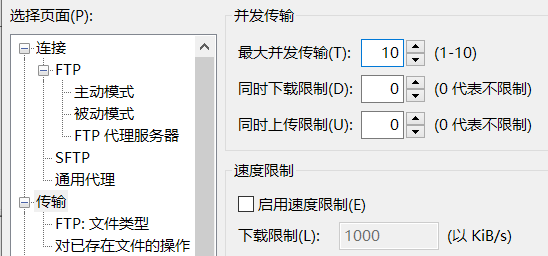 选择页面(P):
连接
FTP
主动模式
被动模式
FTP 代理服务器
SFTP
通用代理
传输
FTP: 文件类型
对已存在文件的操作
并发传输
最大并发传输(T): 10 (1-10)
同时下载限制(D): 0 (0 代表不限制)
同时上传限制(U): 0 (0 代表不限制)
速度限制
启用速度限制(E)
下载限制(L): 1000 (以 KiB/s)